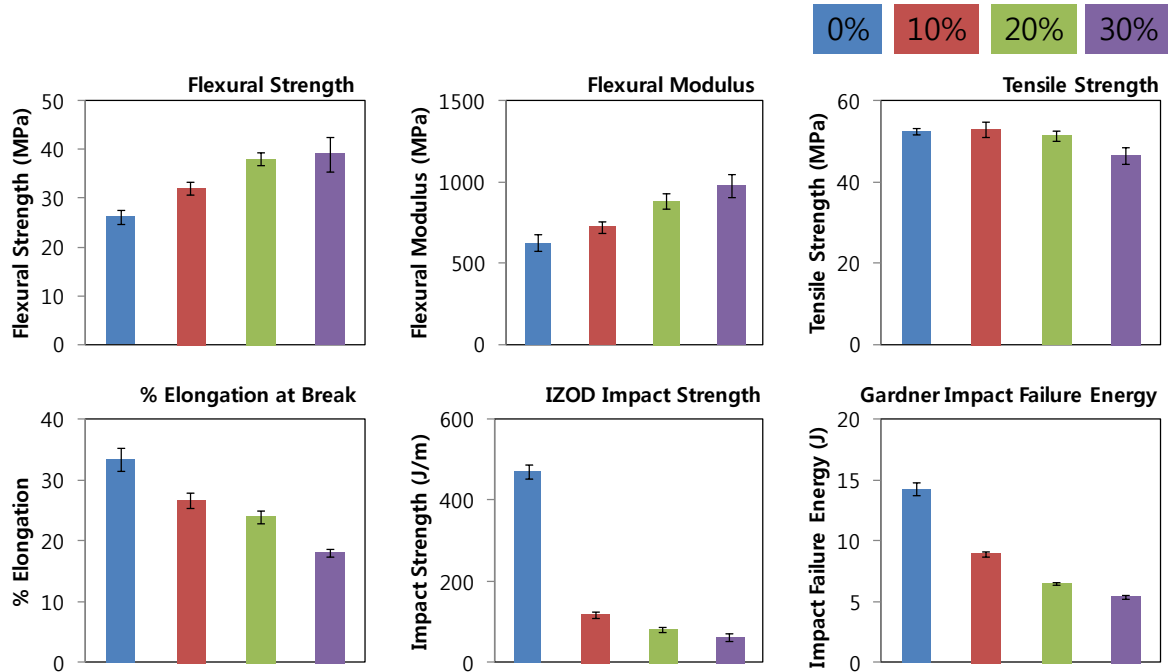 0% 10% 20% 30%
Flexural Strength
Flexural Strength (MPa)
50
40
30
20
10
0
Flexural Modulus
Flexural Modulus (MPa)
1500
1000
500
0
Tensile Strength
Tensile Strength (MPa)
60
40
20
0
% Elongation at Break
% Elongation
40
30
20
10
0
IZOD Impact Strength
Impact Strength (J/m)
600
400
200
0
Gardner Impact Failure Energy
Impact Failure Energy (J)
20
15
10
5
0